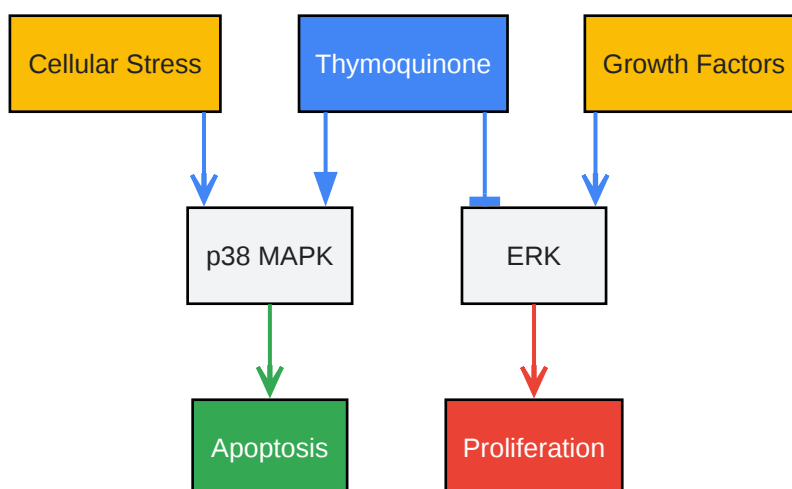 Cellular Stress
Thymoquinone
Growth Factors
p38 MAPK
ERK
Apoptosis
Proliferation